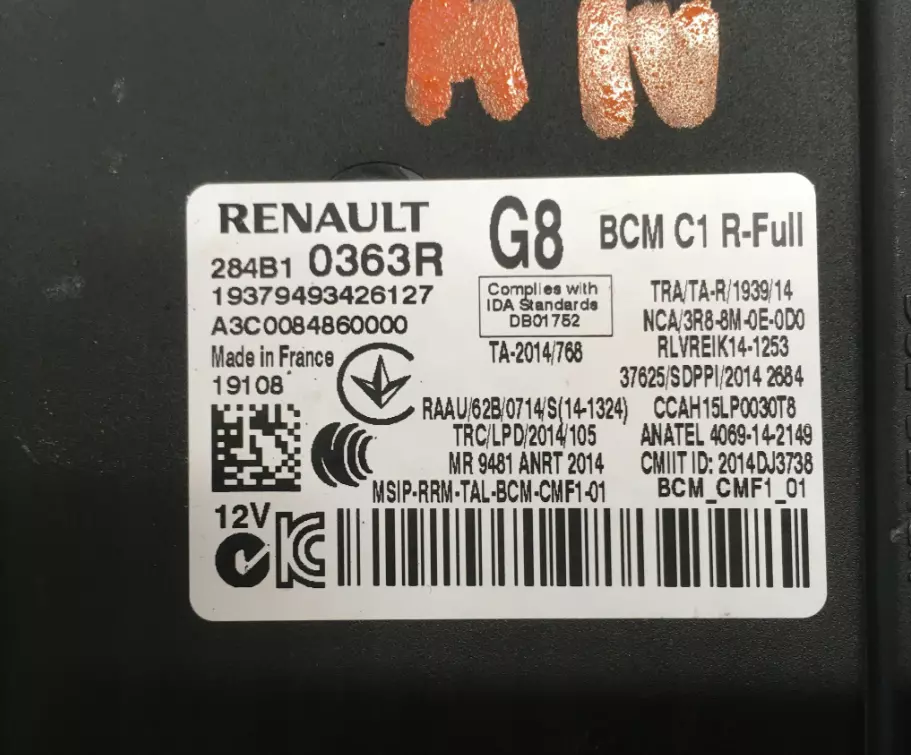 RENAULT
284B1 0363R
19379493426127
A3C0084860000
Made in France
19108
12V
G8
BCM C1 R-Full
Complies with
IDA Standards
DB01752
TA-2014/768
TRA/TA-R/1939/14
NCA/3R8-8M-0E-0D0
RLVREIK14-1253
37625/SDPPI/2014 2684
RAAU/62B/0714/S(14-1324)
CCAH15LP0030T8
TRC/LPD/2014/105
ANATEL 4069-14-2149
MR 9481 ANRT 2014
CMIIT ID: 2014DJ3738
MSIP-RRM-TAL-BCM-CMF1-01
BCM_CMF1_01